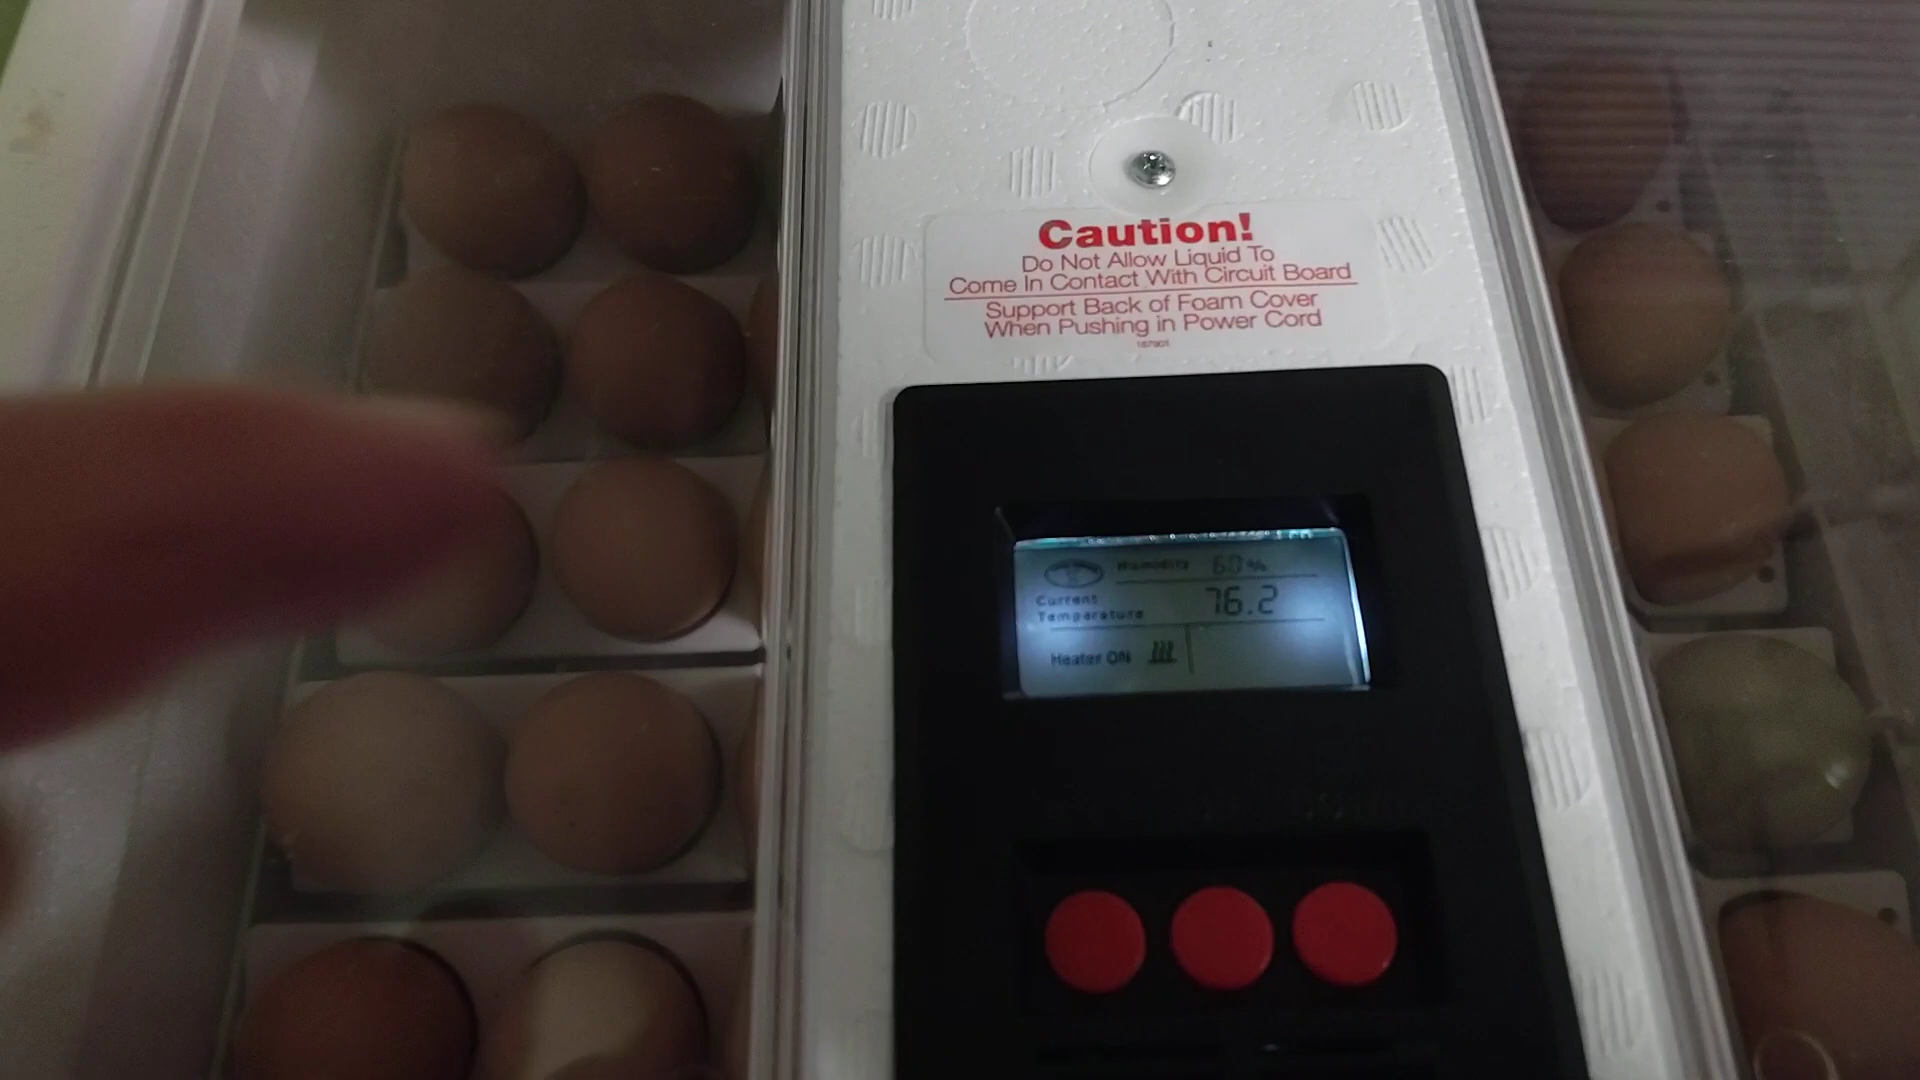 Caution!
Do Not Allow Liquid To
Come In Contact With Circuit Board
Support Back of Foam Cover
When Pushing in Power Cord
Humidity 60%
Current
Temperature 76.2
Heater ON